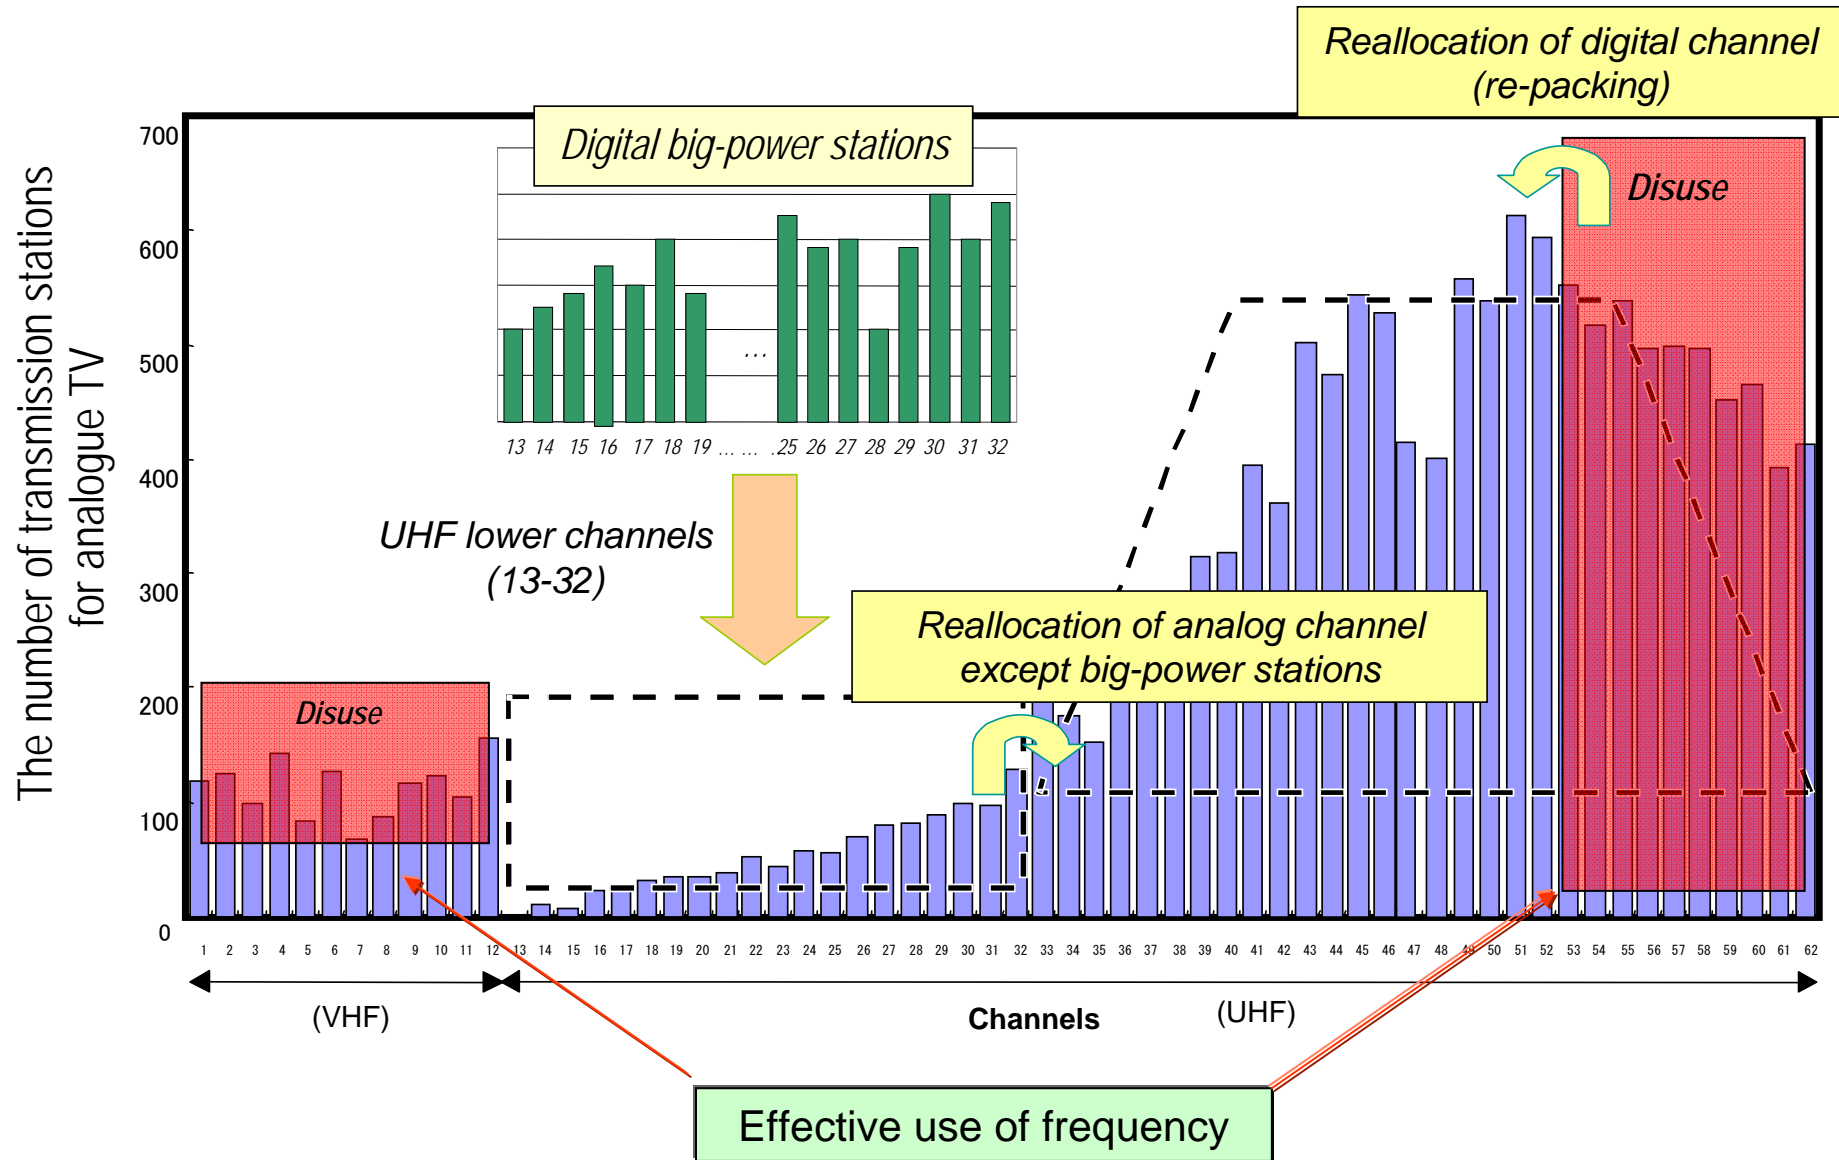 Reallocation of digital channel
(re-packing)
Digital big-power stations
Disuse
The number of transmission stations
for analogue TV
700
600
500
400
300
200
100
0
...
13 14 15 16 17 18 19 ... ... ... 25 26 27 28 29 30 31 32
UHF lower channels
(13-32)
Reallocation of analog channel
except big-power stations
Disuse
1 2 3 4 5 6 7 8 9 10 11 12 13 14 15 16 17 18 19 20 21 22 23 24 25 26 27 28 29 30 31 32 33 34 35 36 37 38 39 40 41 42 43 44 45 46 47 48 49 50 51 52 53 54 55 56 57 58 59 60 61 62
(VHF)
Channels
(UHF)
Effective use of frequency